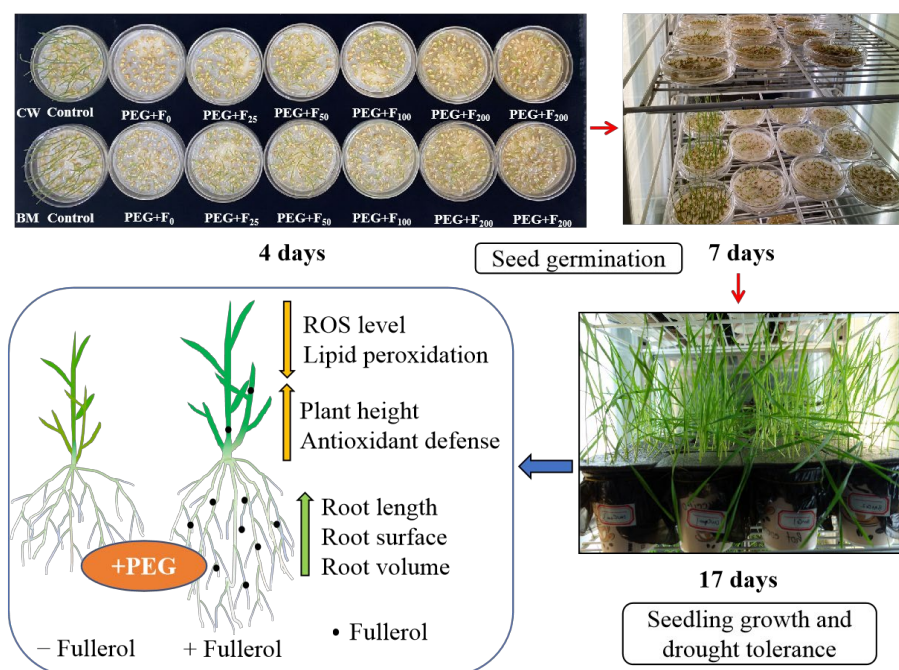 CW Control PEG+F₀ PEG+F₂₅ PEG+F₅₀ PEG+F₁₀₀ PEG+F₂₀₀ PEG+F₂₀₀
BM Control PEG+F₀ PEG+F₂₅ PEG+F₅₀ PEG+F₁₀₀ PEG+F₂₀₀ PEG+F₂₀₀
4 days
Seed germination
7 days
ROS level
Lipid peroxidation
Plant height
Antioxidant defense
Root length
Root surface
Root volume
+PEG
− Fullerol
+ Fullerol
Fullerol
17 days
Seedling growth and
drought tolerance